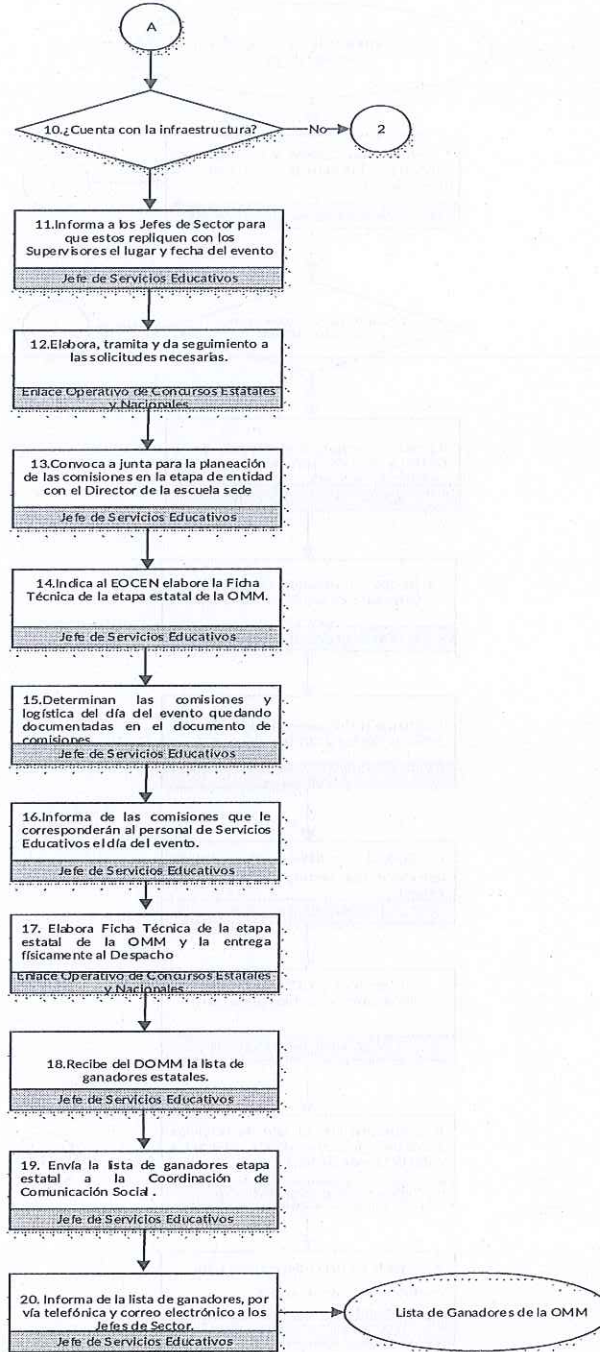 A
10.¿Cuenta con la infraestructura?
No
2
11.Informa a los Jefes de Sector para
que estos repliquen con los
Supervisores el lugar y fecha del evento
Jefe de Servicios Educativos
12.Elabora, tramita y da seguimiento a
las solicitudes necesarias.
Enlace Operativo de Concursos Estatales
y Nacionales
13.Convoca a junta para la planeación
de las comisiones en la etapa de entidad
con el Director de la escuela sede
Jefe de Servicios Educativos
14.Indica al EOCEN elabore la Ficha
Técnica de la etapa estatal de la OMM.
Jefe de Servicios Educativos
15.Determinan las comisiones y
logística del día del evento quedando
documentadas en el documento de
comisiones
Jefe de Servicios Educativos
16.Informa de las comisiones que le
corresponderán al personal de Servicios
Educativos el día del evento.
Jefe de Servicios Educativos
17. Elabora Ficha Técnica de la etapa
estatal de la OMM y la entrega
físicamente al Despacho
Enlace Operativo de Concursos Estatales
y Nacionales
18.Recibe del DOMM la lista de
ganadores estatales.
Jefe de Servicios Educativos
19. Envía la lista de ganadores etapa
estatal a la Coordinación de
Comunicación Social.
Jefe de Servicios Educativos
20. Informa de la lista de ganadores, por
vía telefónica y correo electrónico a los
Jefes de Sector.
Jefe de Servicios Educativos
Lista de Ganadores de la OMM